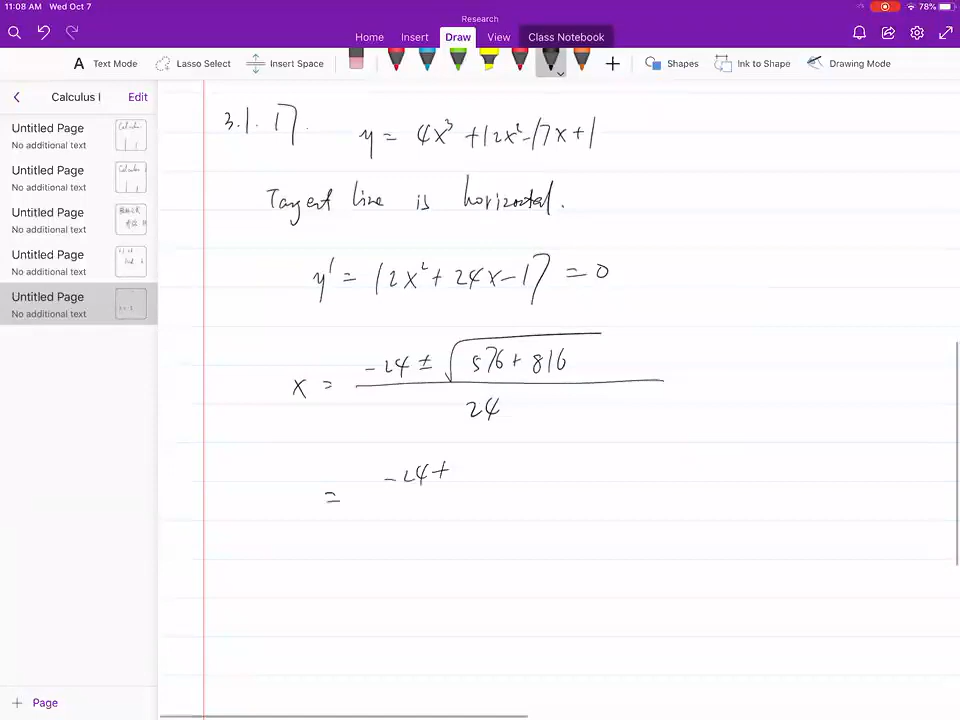 11:08 AM Wed Oct 7
78%
Research
Home Insert Draw View Class Notebook
Text Mode Lasso Select Insert Space Shapes Ink to Shape Drawing Mode
Calculus I Edit
Untitled Page
No additional text
Untitled Page
No additional text
Untitled Page
No additional text
Untitled Page
No additional text
Untitled Page
No additional text
Page
3.1.17.
y = 4x³ + 12x² - 17x + 1
Tagent line is horizontal.
y' = 12x² + 24x - 17 = 0
x = (-24 ± √(576 + 816)) / 24
= -24 +